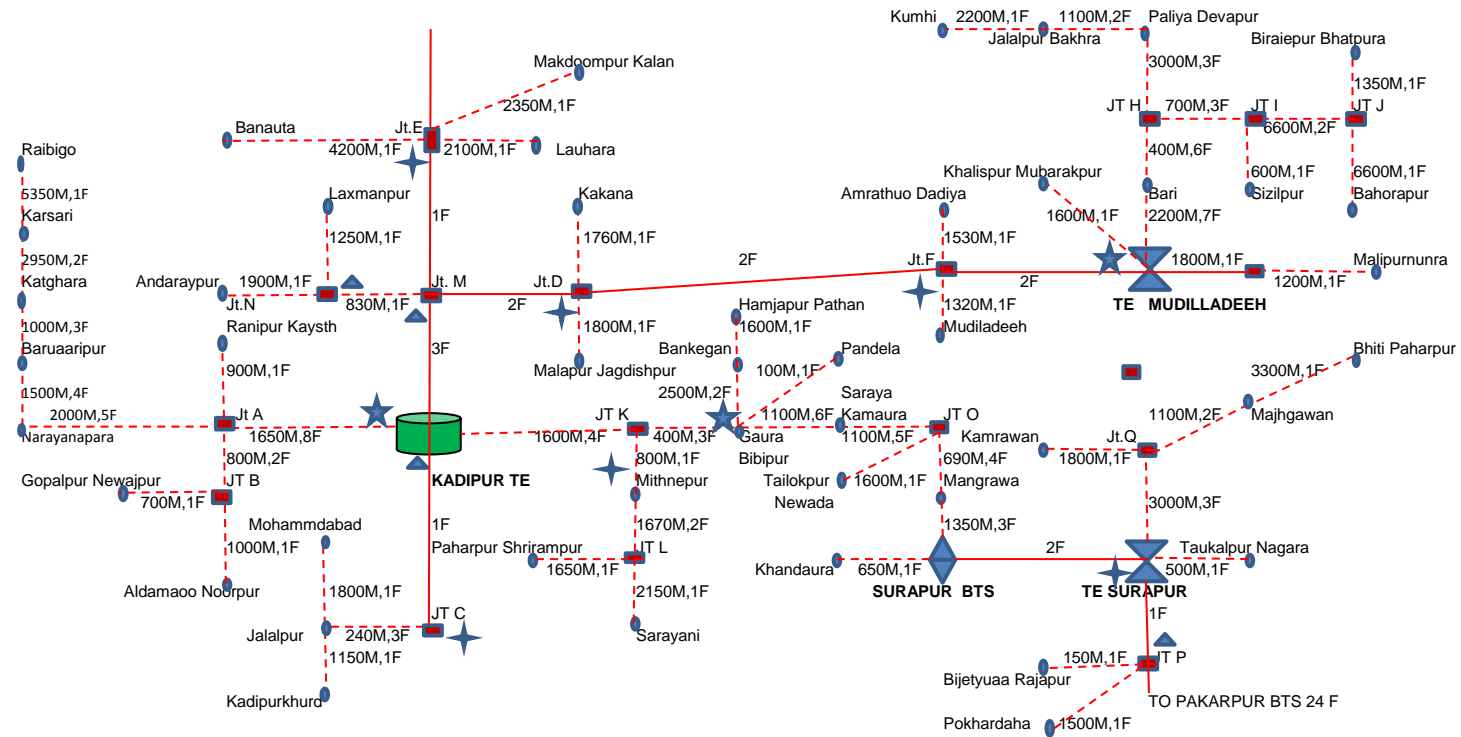 Kumhi
2200M,1F
1100M,2F
Paliya Devapur
Jalalpur Bakhra
Biraiepur Bhatpura
Makdoompur Kalan
3000M,3F
1350M,1F
2350M,1F
JT H
700M,3F
JT I
JT J
6600M,2F
Banauta
Jt.E
4200M,1F
2100M,1F
Lauhara
400M,6F
Raibigo
Khalispur Mubarakpur
600M,1F
6600M,1F
5350M,1F
Laxmanpur
Kakana
Amrathuo Dadiya
Bari
Sizilpur
Bahorapur
Karsari
1F
1600M,1F
2200M,7F
1250M,1F
1760M,1F
1530M,1F
2950M,2F
2F
Jt.F
1800M,1F
Malipurnunra
Katghara
Andaraypur
1900M,1F
Jt. M
Jt.D
2F
1200M,1F
Jt.N
830M,1F
2F
Hamjapur Pathan
1320M,1F
TE MUDILLADEEH
1000M,3F
Ranipur Kaysth
1600M,1F
Mudiladeeh
Baruaaripur
3F
Bankegan
Pandela
Bhiti Paharpur
900M,1F
1800M,1F
Malapur Jagdishpur
100M,1F
3300M,1F
1500M,4F
2500M,2F
Saraya
2000M,5F
Jt A
JT K
1100M,6F
Kamaura
JT O
1100M,2F
Majhgawan
Narayanapara
1650M,8F
1600M,4F
400M,3F
Gaura
1100M,5F
Kamrawan
Jt.Q
800M,2F
800M,1F
Bibipur
690M,4F
1800M,1F
Gopalpur Newajpur
JT B
KADIPUR TE
Mithnepur
Tailokpur
1600M,1F
Mangrawa
700M,1F
Newada
3000M,3F
Mohammdabad
1F
1670M,2F
1350M,3F
1000M,1F
Paharpur Shrirampur
JT L
2F
Taukalpur Nagara
1650M,1F
Khandaura
650M,1F
500M,1F
Aldamaoo Noorpur
1800M,1F
2150M,1F
SURAPUR BTS
TE SURAPUR
JT C
1F
Jalalpur
240M,3F
Sarayani
1150M,1F
150M,1F
JT P
Bijetyuaa Rajapur
Kadipurkhurd
TO PAKARPUR BTS 24 F
Pokhardaha
1500M,1F